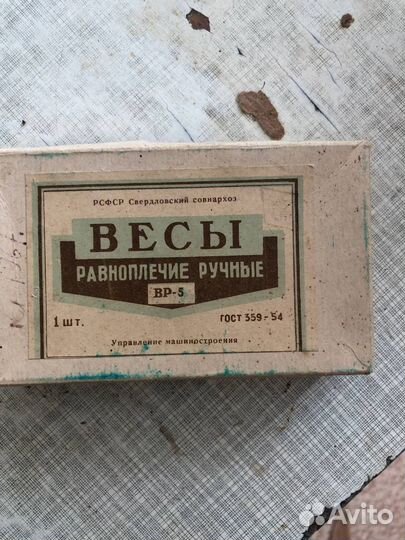 РСФСР Свердловский совнархоз
ВЕСЫ
РАВНОПЛЕЧИЕ РУЧНЫЕ
ВР-5
1 шт.
ГОСТ 359-54
Управление машиностроения
Avito